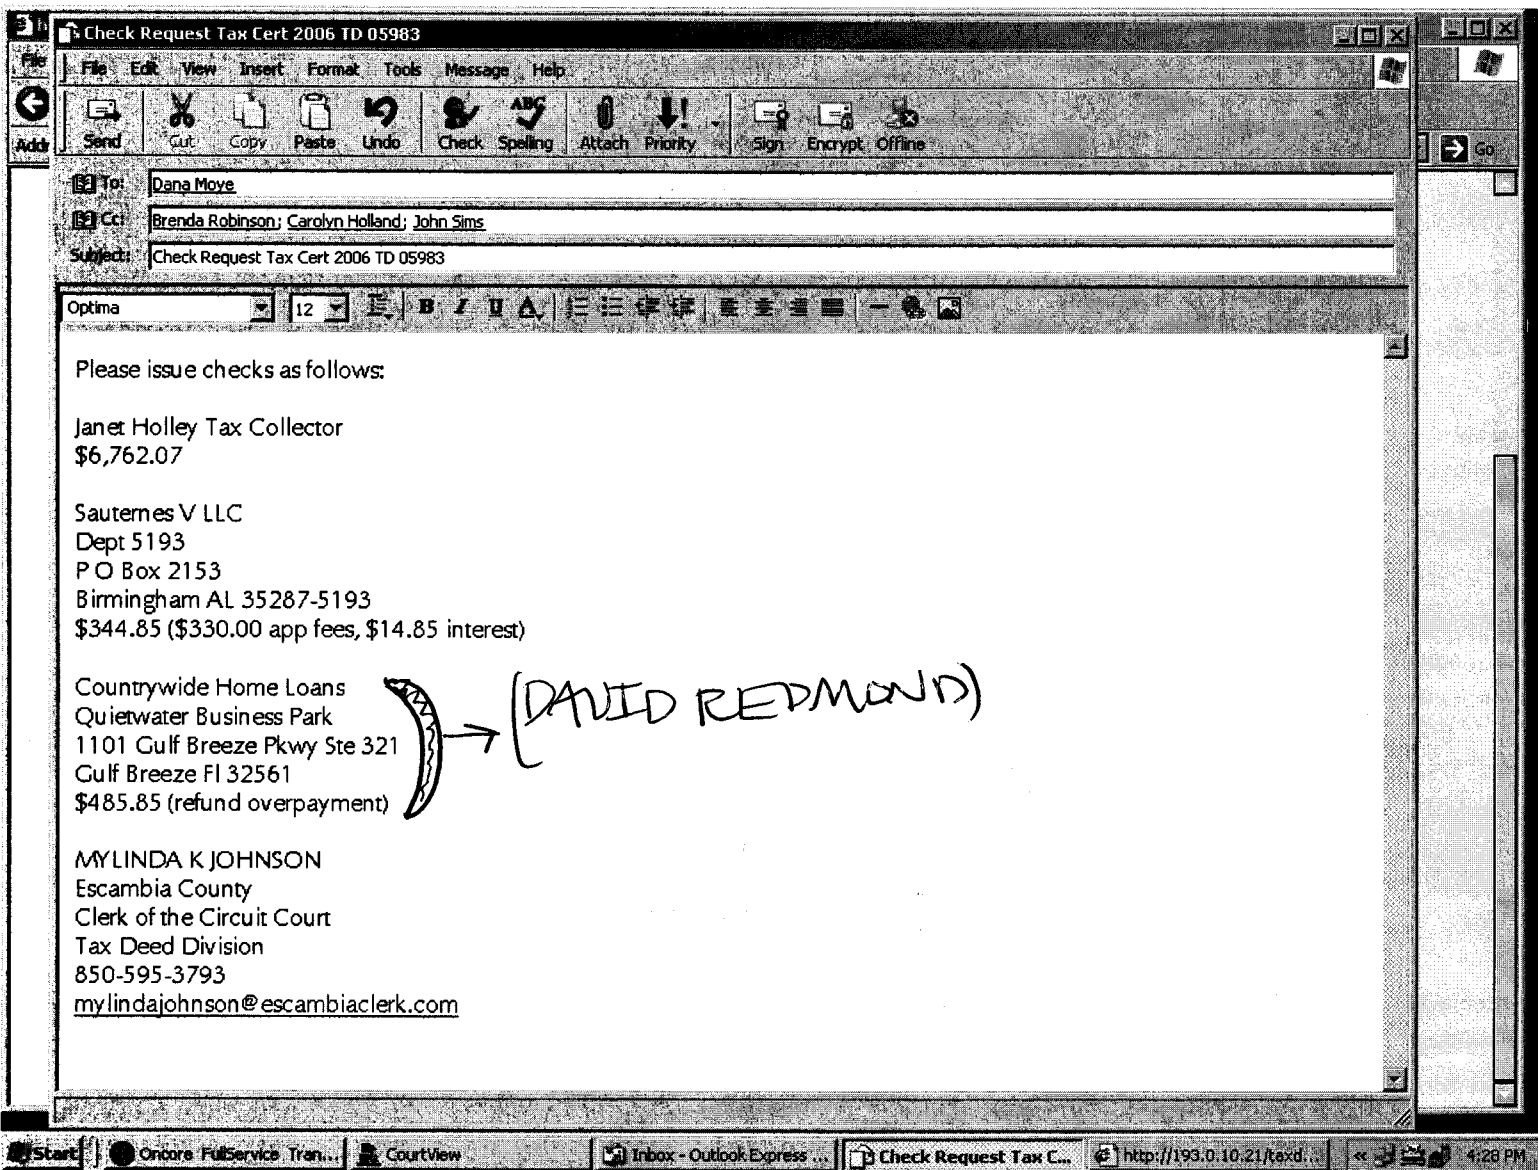 Check Request Tax Cert 2006 TD 05983
File Edit View Insert Format Tools Message Help
Send Cut Copy Paste Undo Check Spelling Attach Priority Sign Encrypt Offline
Addr
Go
To: Dana Moye
Cc: Brenda Robinson; Carolyn Holland; John Sims
Subject: Check Request Tax Cert 2006 TD 05983
Optima 12 B I U A
Please issue checks as follows:
Janet Holley Tax Collector
$6,762.07
Sauternes V LLC
Dept 5193
P O Box 2153
Birmingham AL 35287-5193
$344.85 ($330.00 app fees, $14.85 interest)
Countrywide Home Loans
Quietwater Business Park
1101 Gulf Breeze Pkwy Ste 321
Gulf Breeze Fl 32561
$485.85 (refund overpayment)
(DAVID REDMOND)
MYLINDA K JOHNSON
Escambia County
Clerk of the Circuit Court
Tax Deed Division
850-595-3793
mylindajohnson@escambiaclerk.com
Start Oncore FullService Tran... CourtView Inbox - Outlook Express ... Check Request Tax C... http://193.0.10.21/taxd... « 4:28 PM